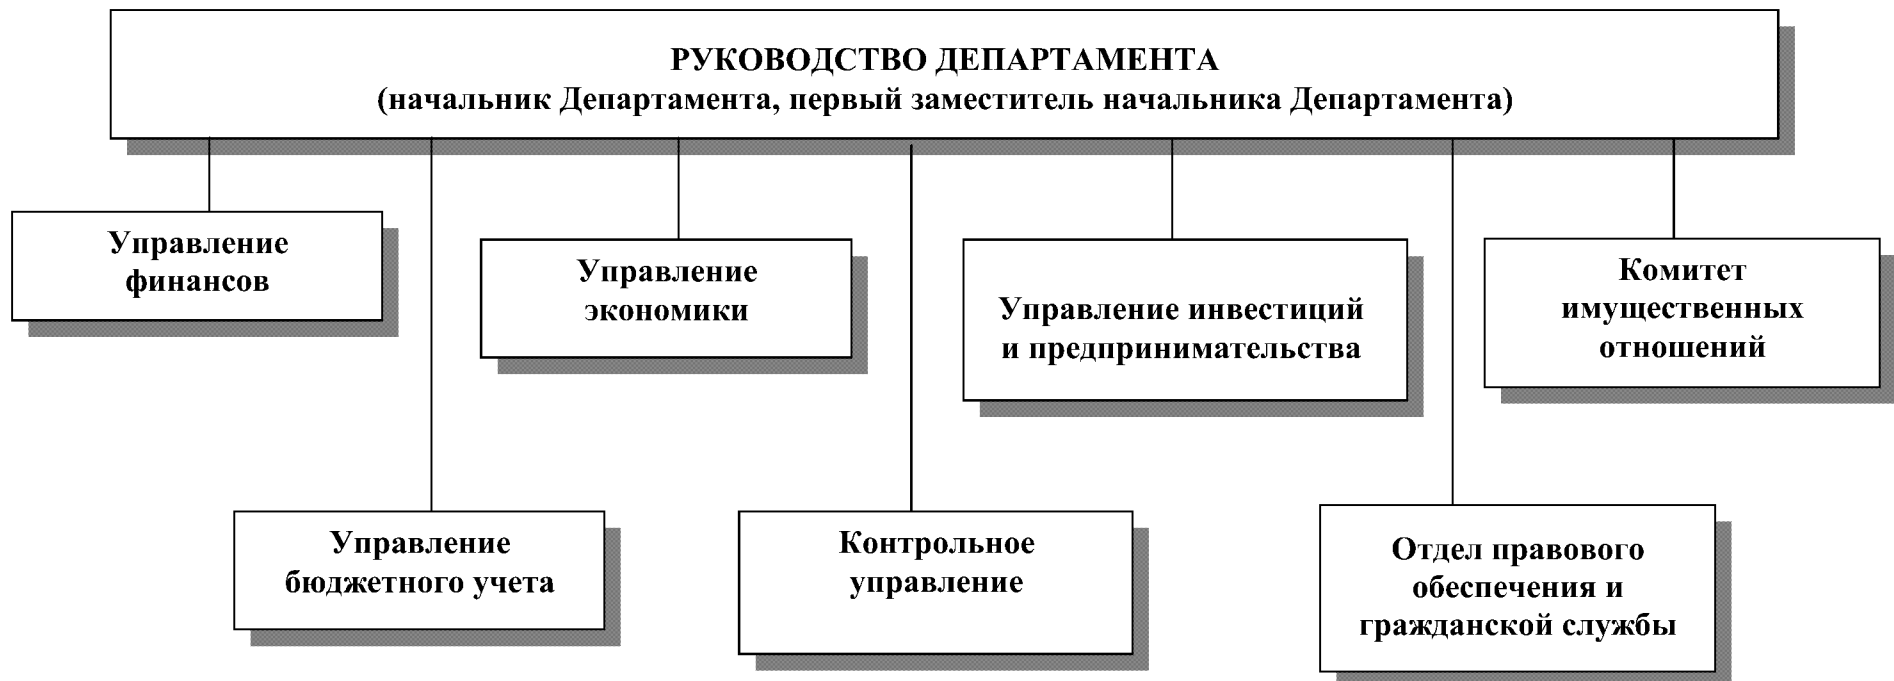 РУКОВОДСТВО ДЕПАРТАМЕНТА
(начальник Департамента, первый заместитель начальника Департамента)
Управление
финансов
Управление
экономики
Управление инвестиций
и предпринимательства
Комитет
имущественных
отношений
Управление
бюджетного учета
Контрольное
управление
Отдел правового
обеспечения и
гражданской службы